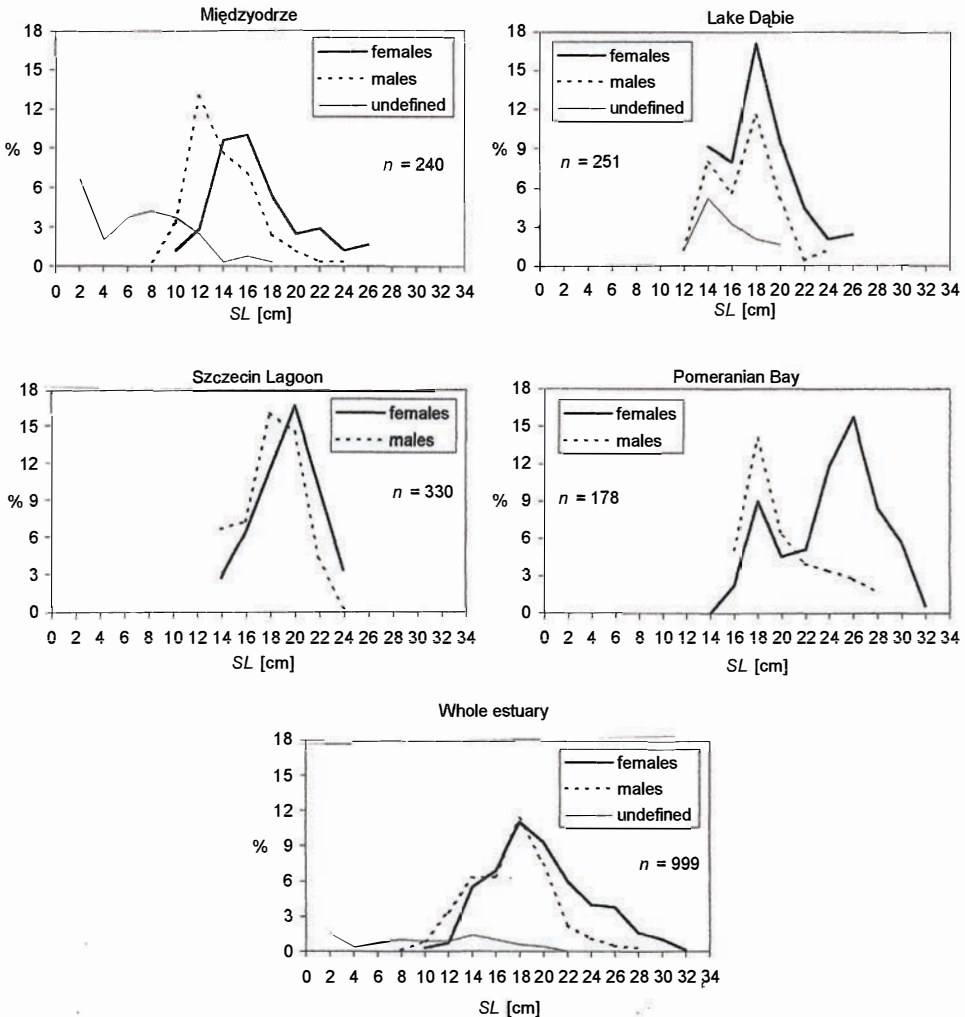 Międzyodrze
18
15
12
9
6
3
0
%
females
males
undefined
n = 240
0 2 4 6 8 10 12 14 16 18 20 22 24 26 28 30 32 34
SL [cm]
Lake Dąbie
18
15
12
9
6
3
0
%
females
males
undefined
n = 251
0 2 4 6 8 10 12 14 16 18 20 22 24 26 28 30 32 34
SL [cm]
Szczecin Lagoon
18
15
12
9
6
3
0
%
females
males
n = 330
0 2 4 6 8 10 12 14 16 18 20 22 24 26 28 30 32 34
SL [cm]
Pomeranian Bay
18
15
12
9
6
3
0
%
females
males
n = 178
0 2 4 6 8 10 12 14 16 18 20 22 24 26 28 30 32 34
SL [cm]
Whole estuary
18
15
12
9
6
3
0
%
females
males
undefined
n = 999
0 2 4 6 8 10 12 14 16 18 20 22 24 26 28 30 32 34
SL [cm]